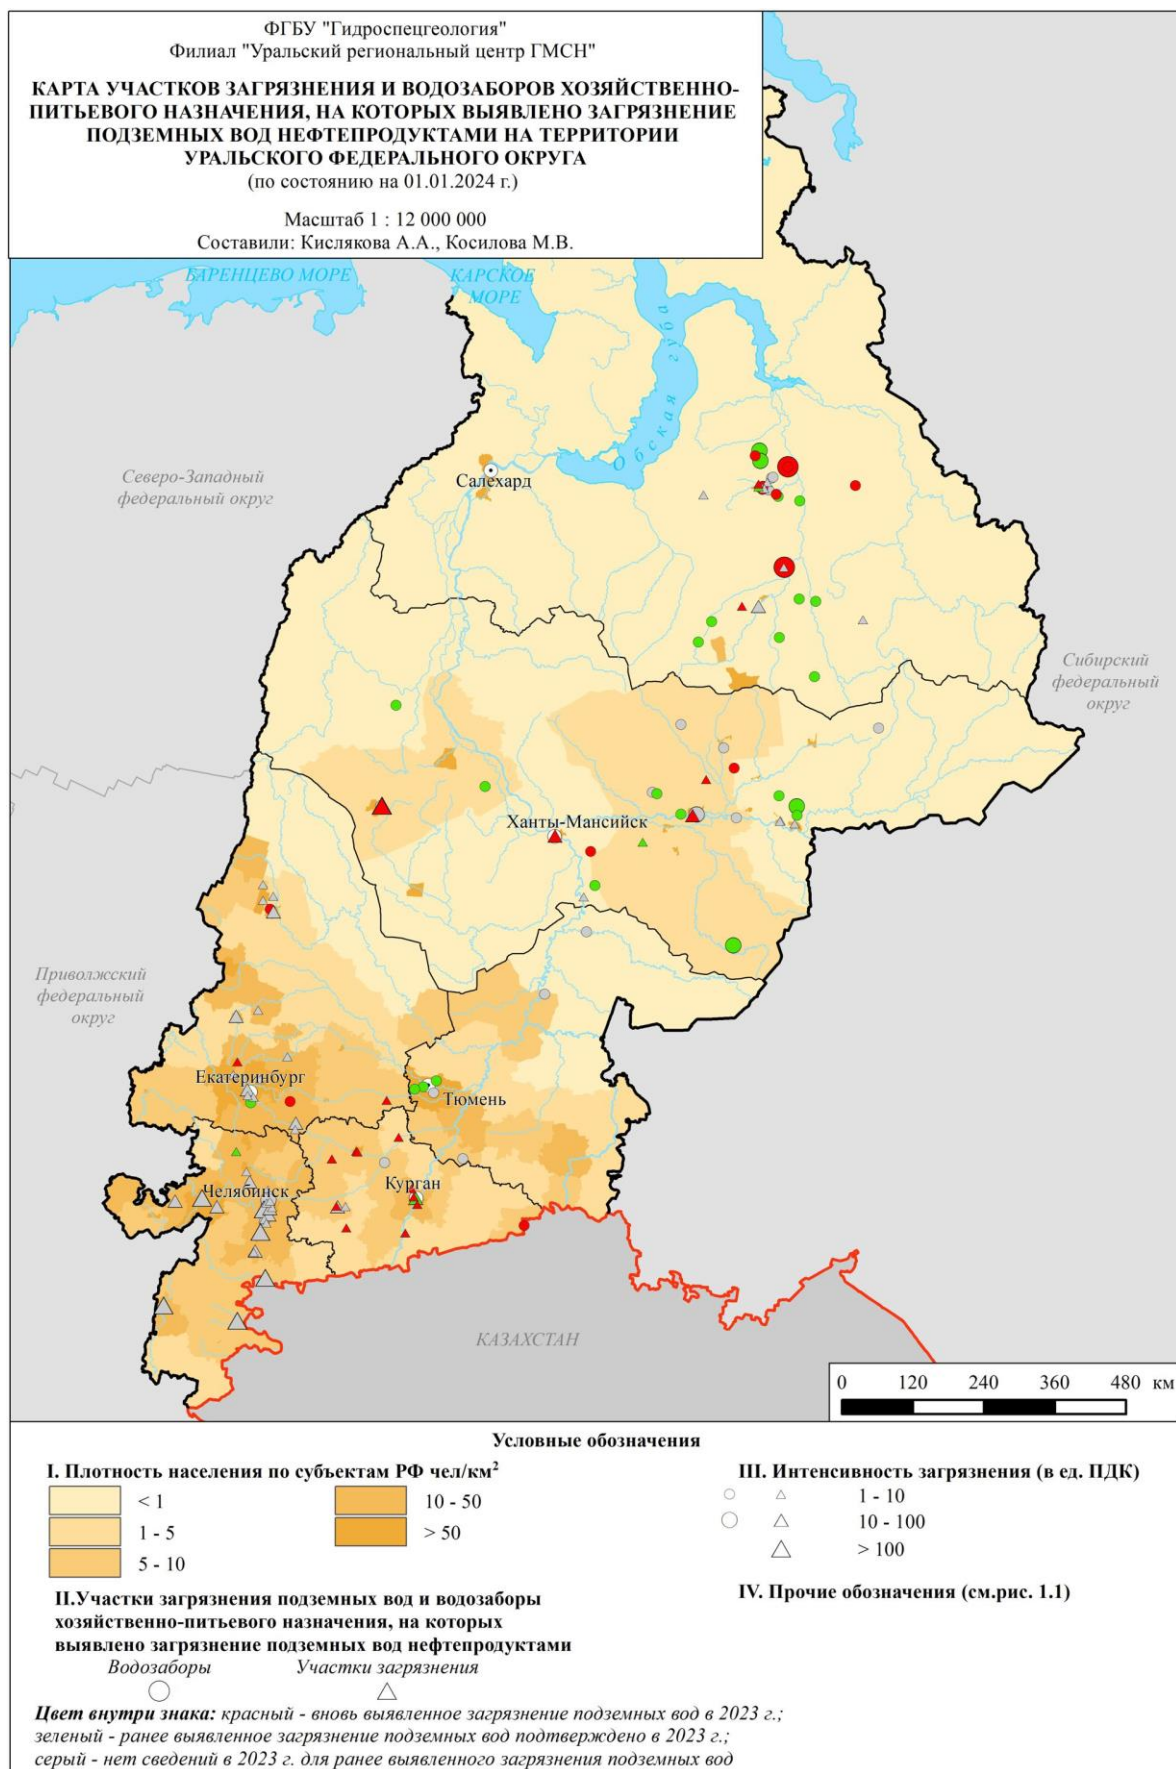 ФГБУ "Гидроспецгеология"
Филиал "Уральский региональный центр ГМСН"
КАРТА УЧАСТКОВ ЗАГРЯЗНЕНИЯ И ВОДОЗАБОРОВ ХОЗЯЙСТВЕННО-
ПИТЬЕВОГО НАЗНАЧЕНИЯ, НА КОТОРЫХ ВЫЯВЛЕНО ЗАГРЯЗНЕНИЕ
ПОДЗЕМНЫХ ВОД НЕФТЕПРОДУКТАМИ НА ТЕРРИТОРИИ
УРАЛЬСКОГО ФЕДЕРАЛЬНОГО ОКРУГА
(по состоянию на 01.01.2024 г.)
Масштаб 1 : 12 000 000
Составили: Кислякова А.А., Косилова М.В.
БАРЕНЦЕВО МОРЕ
КАРСКОЕ
МОРЕ
Обская губа
Северо-Западный
федеральный округ
Салехард
Сибирский
федеральный
округ
Ханты-Мансийск
Приволжский
федеральный
округ
Екатеринбург
Тюмень
Челябинск
Курган
КАЗАХСТАН
0 120 240 360 480 км
Условные обозначения
I. Плотность населения по субъектам РФ чел/км²
< 1
1 - 5
5 - 10
10 - 50
> 50
II.Участки загрязнения подземных вод и водозаборы
хозяйственно-питьевого назначения, на которых
выявлено загрязнение подземных вод нефтепродуктами
Водозаборы Участки загрязнения
III. Интенсивность загрязнения (в ед. ПДК)
1 - 10
10 - 100
> 100
IV. Прочие обозначения (см.рис. 1.1)
Цвет внутри знака: красный - вновь выявленное загрязнение подземных вод в 2023 г.;
зеленый - ранее выявленное загрязнение подземных вод подтверждено в 2023 г.;
серый - нет сведений в 2023 г. для ранее выявленного загрязнения подземных вод